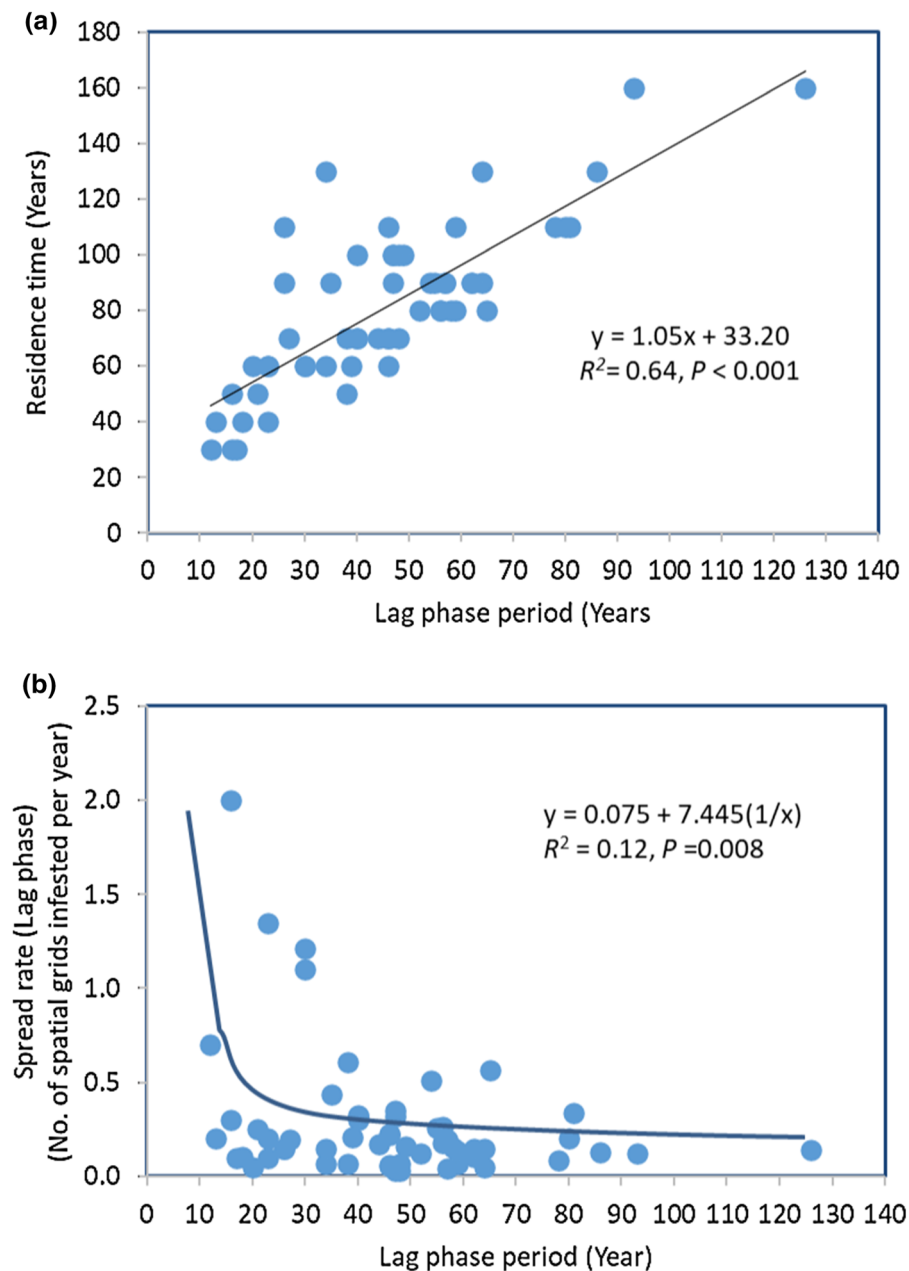 (a)
180
160
140
120
100
80
60
40
20
0
Residence time (Years)
y = 1.05x + 33.20
R²= 0.64, P < 0.001
0 10 20 30 40 50 60 70 80 90 100 110 120 130 140
Lag phase period (Years
(b)
2.5
2.0
1.5
1.0
0.5
0.0
Spread rate (Lag phase)
(No. of spatial grids infested per year)
y = 0.075 + 7.445(1/x)
R² = 0.12, P =0.008
0 10 20 30 40 50 60 70 80 90 100 110 120 130 140
Lag phase period (Year)